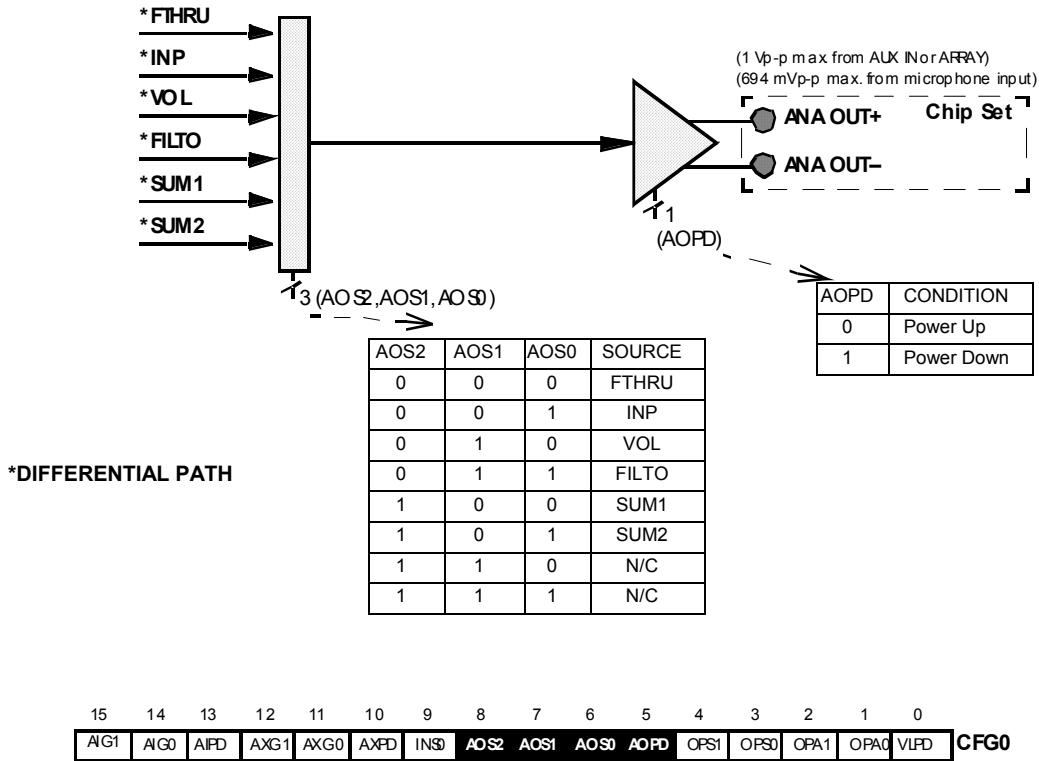 *FTHRU
*INP
*VOL
*FILTO
*SUM1
*SUM2
(1 Vp-p max. from AUX IN or ARRAY)
(694 mVp-p max. from microphone input)
ANA OUT+ Chip Set
ANA OUT–
1
(AOPD)
3 (AOS2,AOS1,AOS0)
AOPD CONDITION
0 Power Up
1 Power Down
AOS2 AOS1 AOS0 SOURCE
0 0 0 FTHRU
0 0 1 INP
0 1 0 VOL
0 1 1 FILTO
1 0 0 SUM1
1 0 1 SUM2
1 1 0 N/C
1 1 1 N/C
*DIFFERENTIAL PATH
15 14 13 12 11 10 9 8 7 6 5 4 3 2 1 0
AIG1 AIG0 AIPD AXG1 AXG0 AXPD INS0 AOS2 AOS1 AOS0 AOPD OPS1 OPS0 OPA1 OPA0 VLPD CFG0